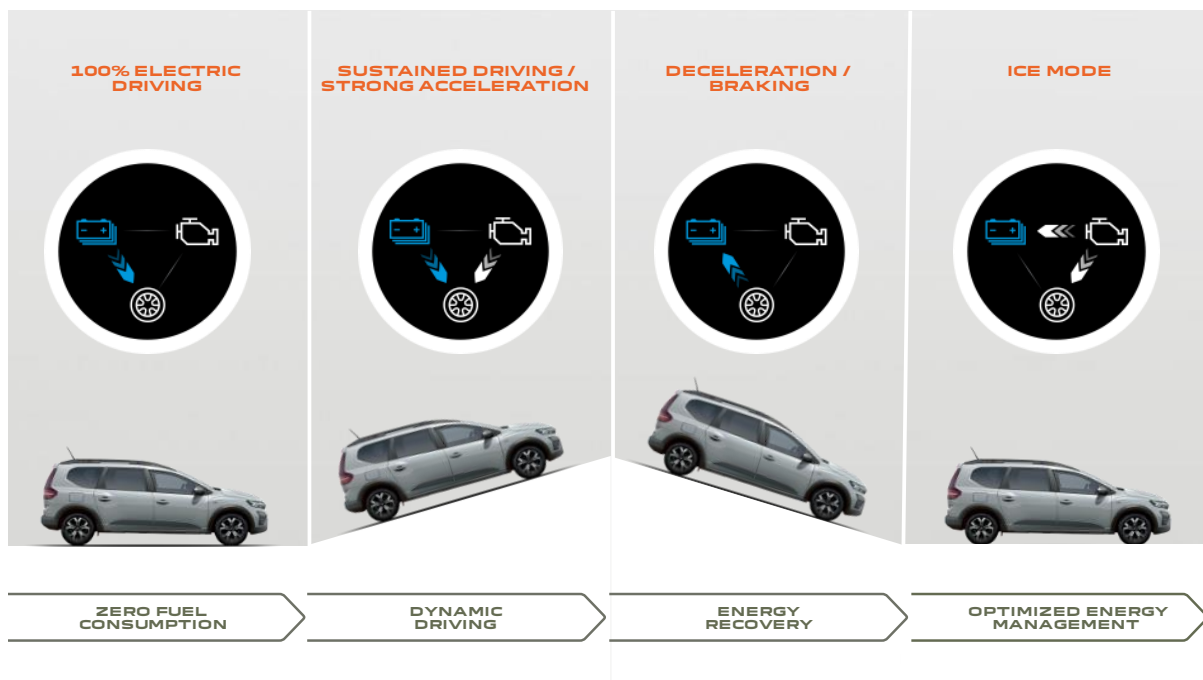 100% ELECTRIC
DRIVING
SUSTAINED DRIVING /
STRONG ACCELERATION
DECELERATION /
BRAKING
ICE MODE
ZERO FUEL
CONSUMPTION
DYNAMIC
DRIVING
ENERGY
RECOVERY
OPTIMIZED ENERGY
MANAGEMENT